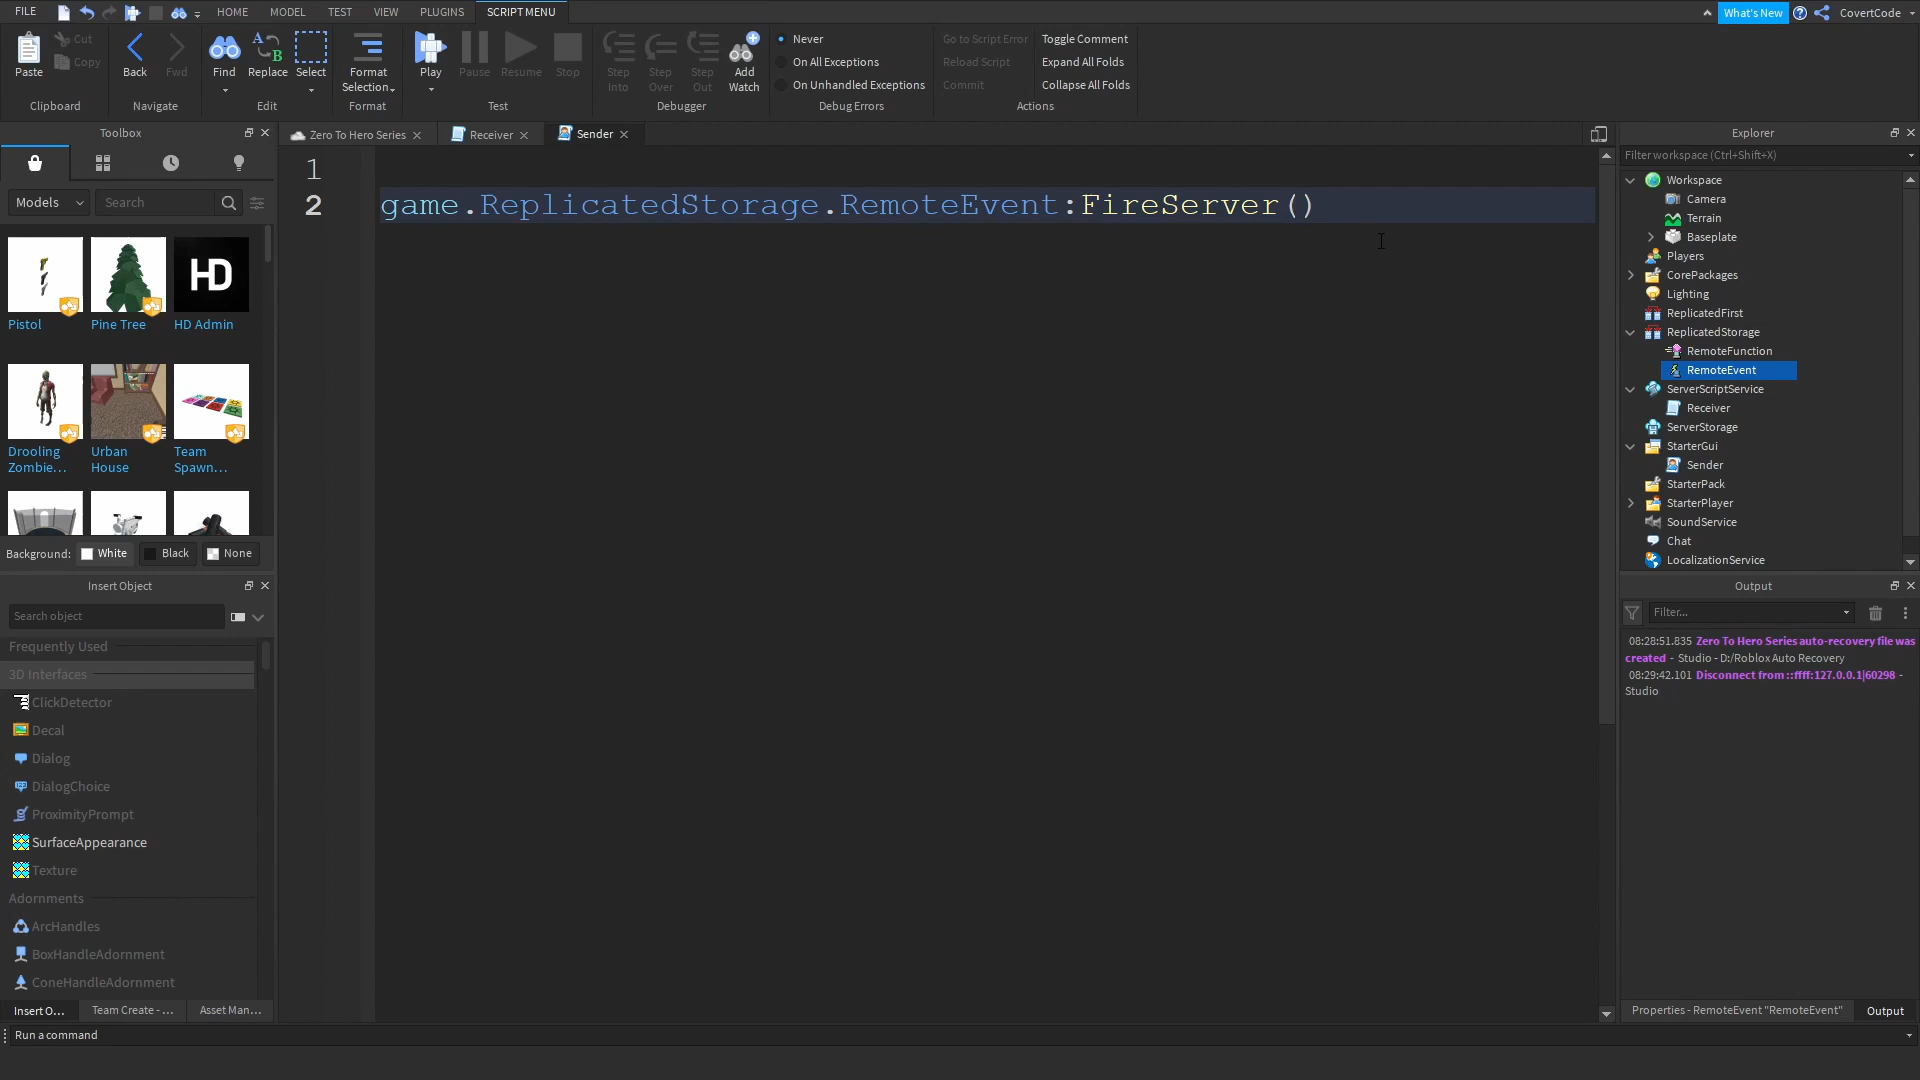 FILE
HOME
MODEL
TEST
VIEW
PLUGINS
SCRIPT MENU
What's New
CovertCode
Paste
Cut
Copy
Clipboard
Back
Fwd
Navigate
Find
Replace
Select
Edit
Format
Selection
Format
Play
Pause
Resume
Stop
Test
Step
Into
Step
Over
Step
Out
Add
Watch
Debugger
Never
On All Exceptions
On Unhandled Exceptions
Debug Errors
Go to Script Error
Reload Script
Commit
Toggle Comment
Expand All Folds
Collapse All Folds
Actions
Toolbox
Models
Search
HD
Pistol
Pine Tree
HD Admin
Drooling
Zombie...
Urban
House
Team
Spawn...
Background:
White
Black
None
Insert Object
Search object
Frequently Used
3D Interfaces
ClickDetector
Decal
Dialog
DialogChoice
ProximityPrompt
SurfaceAppearance
Texture
Adornments
ArcHandles
BoxHandleAdornment
ConeHandleAdornment
Insert O...
Team Create - ...
Asset Man...
Run a command
Zero To Hero Series
Receiver
Sender
1
2 game.ReplicatedStorage.RemoteEvent:FireServer()
Explorer
Filter workspace (Ctrl+Shift+X)
Workspace
Camera
Terrain
Baseplate
Players
CorePackages
Lighting
ReplicatedFirst
ReplicatedStorage
RemoteFunction
RemoteEvent
ServerScriptService
Receiver
ServerStorage
StarterGui
Sender
StarterPack
StarterPlayer
SoundService
Chat
LocalizationService
Output
Filter...
08:28:51.835 Zero To Hero Series auto-recovery file was
created - Studio - D:/Roblox Auto Recovery
08:29:42.101 Disconnect from ::ffff:127.0.0.1|60298 -
Studio
Properties - RemoteEvent "RemoteEvent"
Output